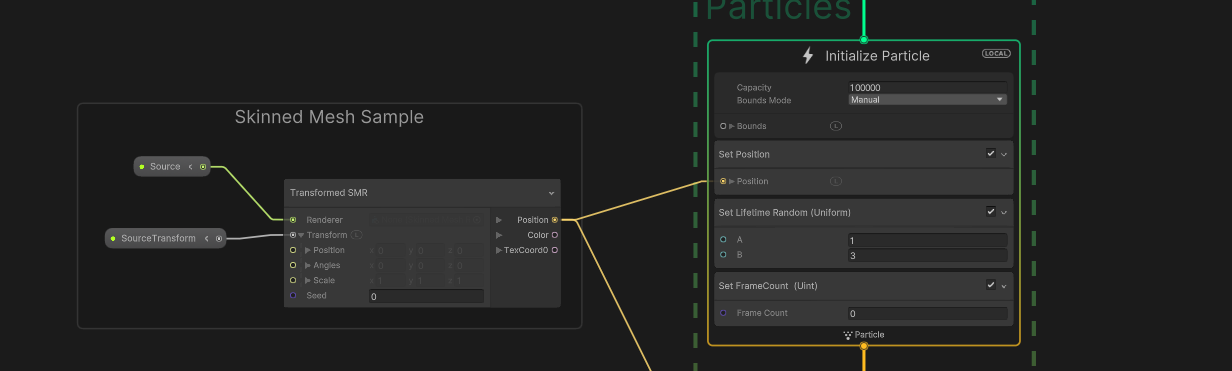 Particles
Initialize Particle
LOCAL
Capacity 100000
Bounds Mode Manual
Bounds L
Set Position
Position L
Set Lifetime Random (Uniform)
A 1
B 3
Set FrameCount (Uint)
Frame Count 0
Particle
Skinned Mesh Sample
Source <
SourceTransform <
Transformed SMR
Renderer
Transform L
Position x 0 y 0 z 0
Angles x 0 y 0 z 0
Scale x 1 y 1 z 1
Seed 0
Position
Color
TexCoord0